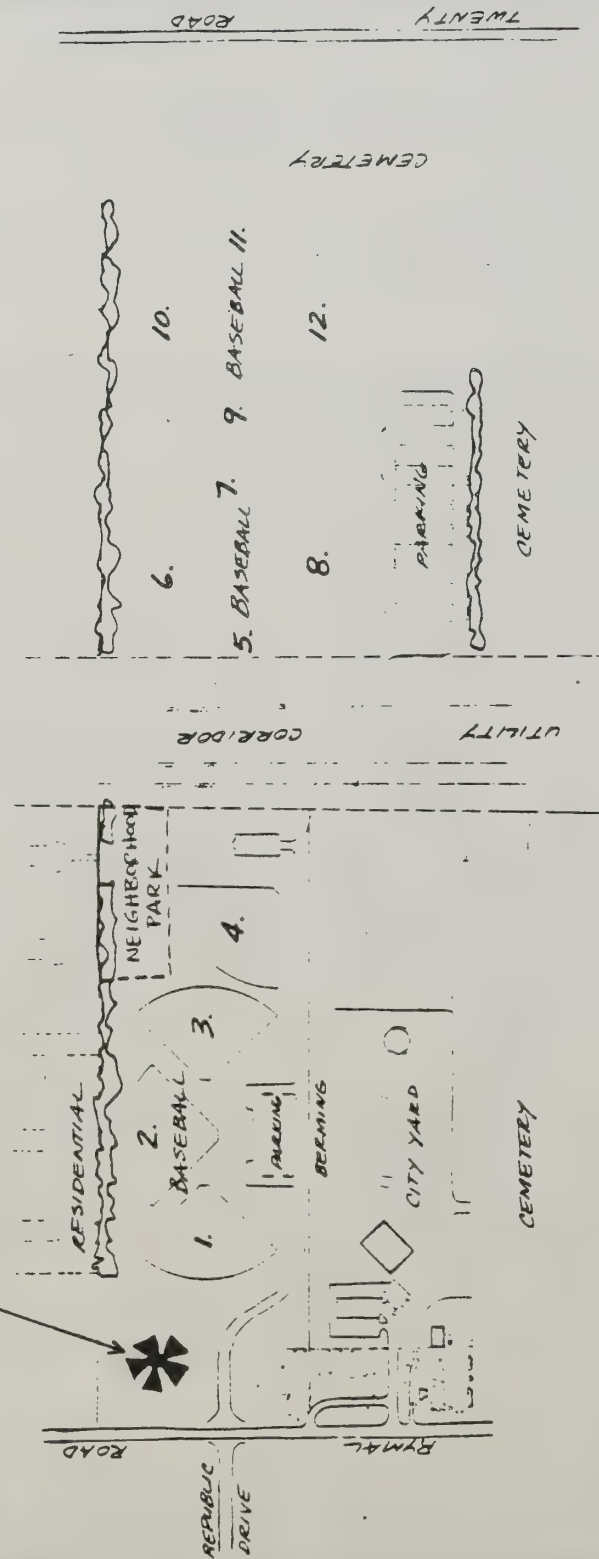 TWENTY ROAD
CEMETERY
10.
BASEBALL 11.
12.
6.
5. BASEBALL 7. 9.
8.
PARKING
CEMETERY
UTILITY CORRIDOR
NEIGHBORHOOD
PARK
4.
RESIDENTIAL
3.
2.
BASEBALL
1.
PARKING
BERMING
CITY YARD
CEMETERY
RYMAL ROAD
REPUBLIC
DRIVE